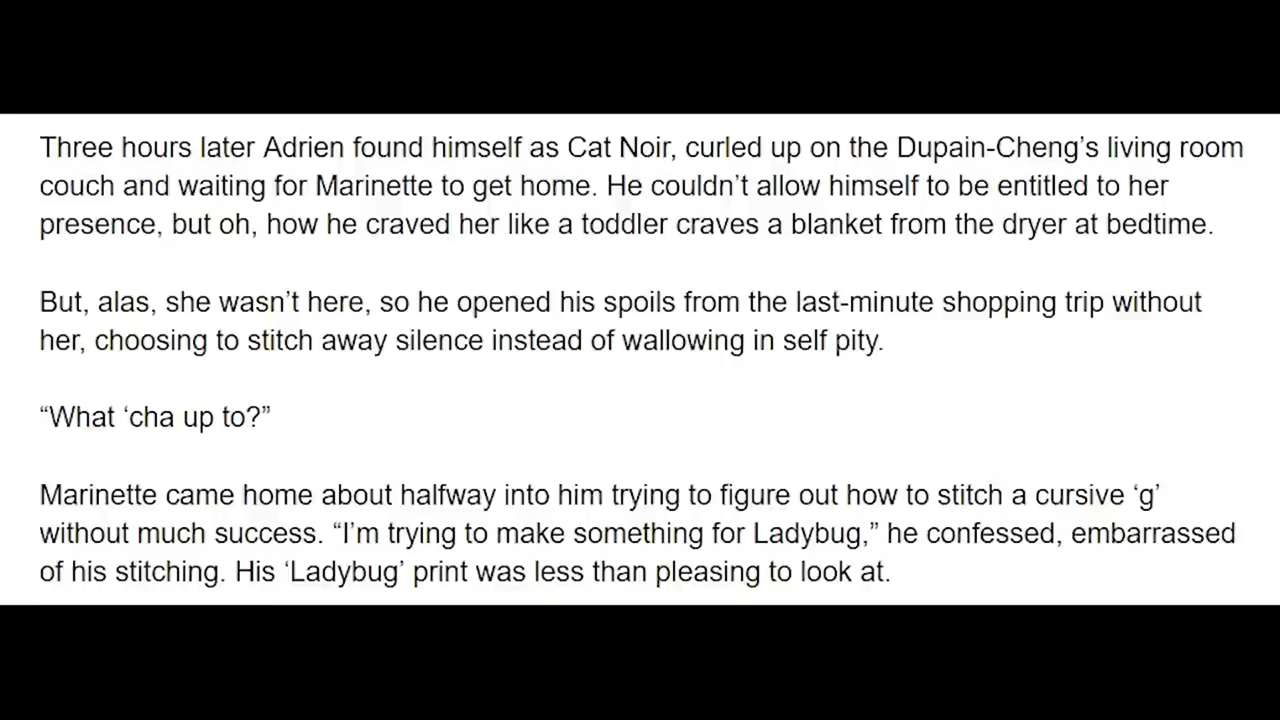 Three hours later Adrien found himself as Cat Noir, curled up on the Dupain-Cheng’s living room
couch and waiting for Marinette to get home. He couldn’t allow himself to be entitled to her
presence, but oh, how he craved her like a toddler craves a blanket from the dryer at bedtime.
But, alas, she wasn’t here, so he opened his spoils from the last-minute shopping trip without
her, choosing to stitch away silence instead of wallowing in self pity.
“What ‘cha up to?”
Marinette came home about halfway into him trying to figure out how to stitch a cursive ‘g’
without much success. “I’m trying to make something for Ladybug,” he confessed, embarrassed
of his stitching. His ‘Ladybug’ print was less than pleasing to look at.